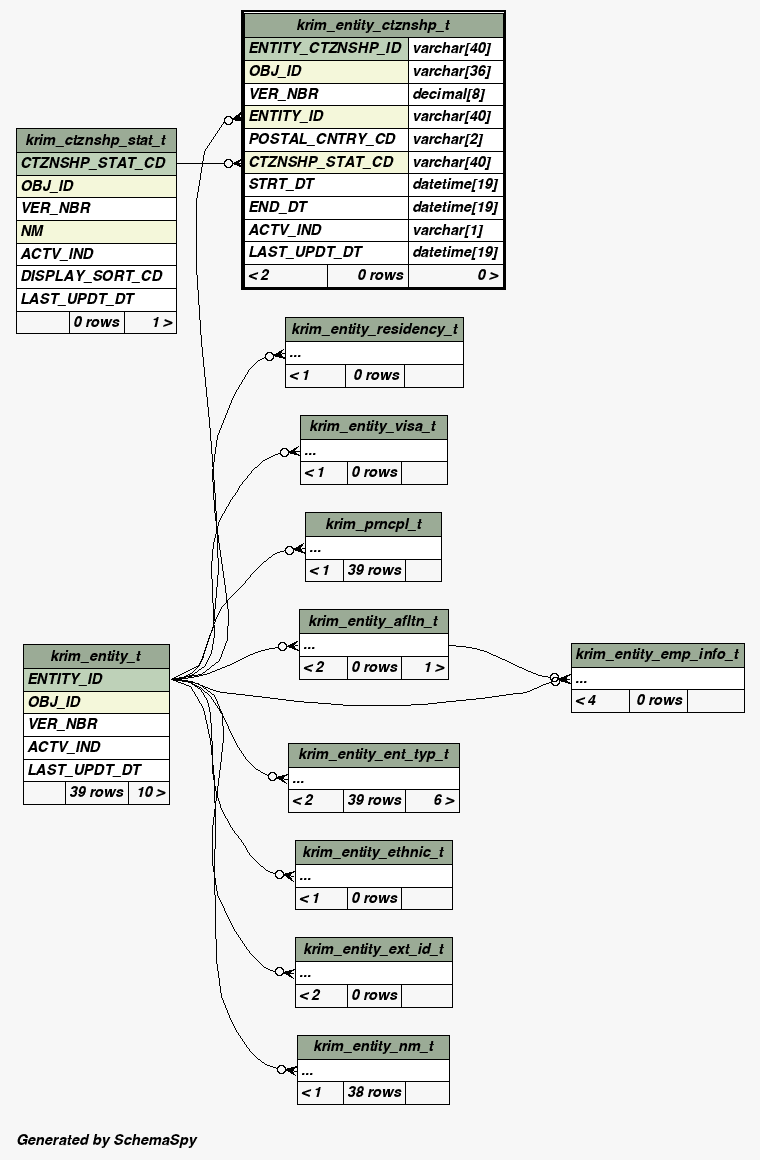 krim_entity_ctznshp_t
ENTITY_CTZNSHP_ID varchar[40]
OBJ_ID varchar[36]
VER_NBR decimal[8]
ENTITY_ID varchar[40]
POSTAL_CNTRY_CD varchar[2]
CTZNSHP_STAT_CD varchar[40]
STRT_DT datetime[19]
END_DT datetime[19]
ACTV_IND varchar[1]
LAST_UPDT_DT datetime[19]
< 2 0 rows 0 >
krim_ctznshp_stat_t
CTZNSHP_STAT_CD
OBJ_ID
VER_NBR
NM
ACTV_IND
DISPLAY_SORT_CD
LAST_UPDT_DT
0 rows 1 >
krim_entity_residency_t
...
< 1 0 rows
krim_entity_visa_t
...
< 1 0 rows
krim_prncpl_t
...
< 1 39 rows
krim_entity_afltn_t
...
< 2 0 rows 1 >
krim_entity_emp_info_t
...
< 4 0 rows
krim_entity_t
ENTITY_ID
OBJ_ID
VER_NBR
ACTV_IND
LAST_UPDT_DT
39 rows 10 >
krim_entity_ent_typ_t
...
< 2 39 rows 6 >
krim_entity_ethnic_t
...
< 1 0 rows
krim_entity_ext_id_t
...
< 2 0 rows
krim_entity_nm_t
...
< 1 38 rows
Generated by SchemaSpy